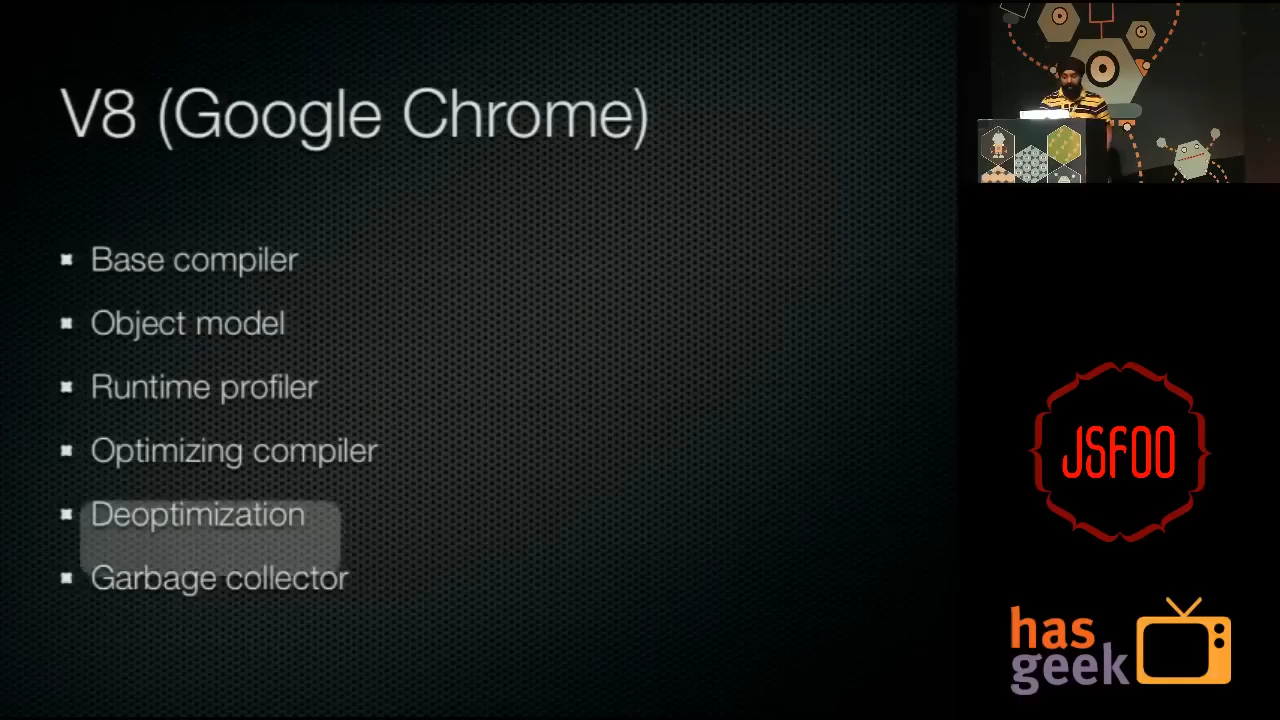 V8 (Google Chrome)
Base compiler
Object model
Runtime profiler
Optimizing compiler
Deoptimization
Garbage collector
JSFOO
has
geek